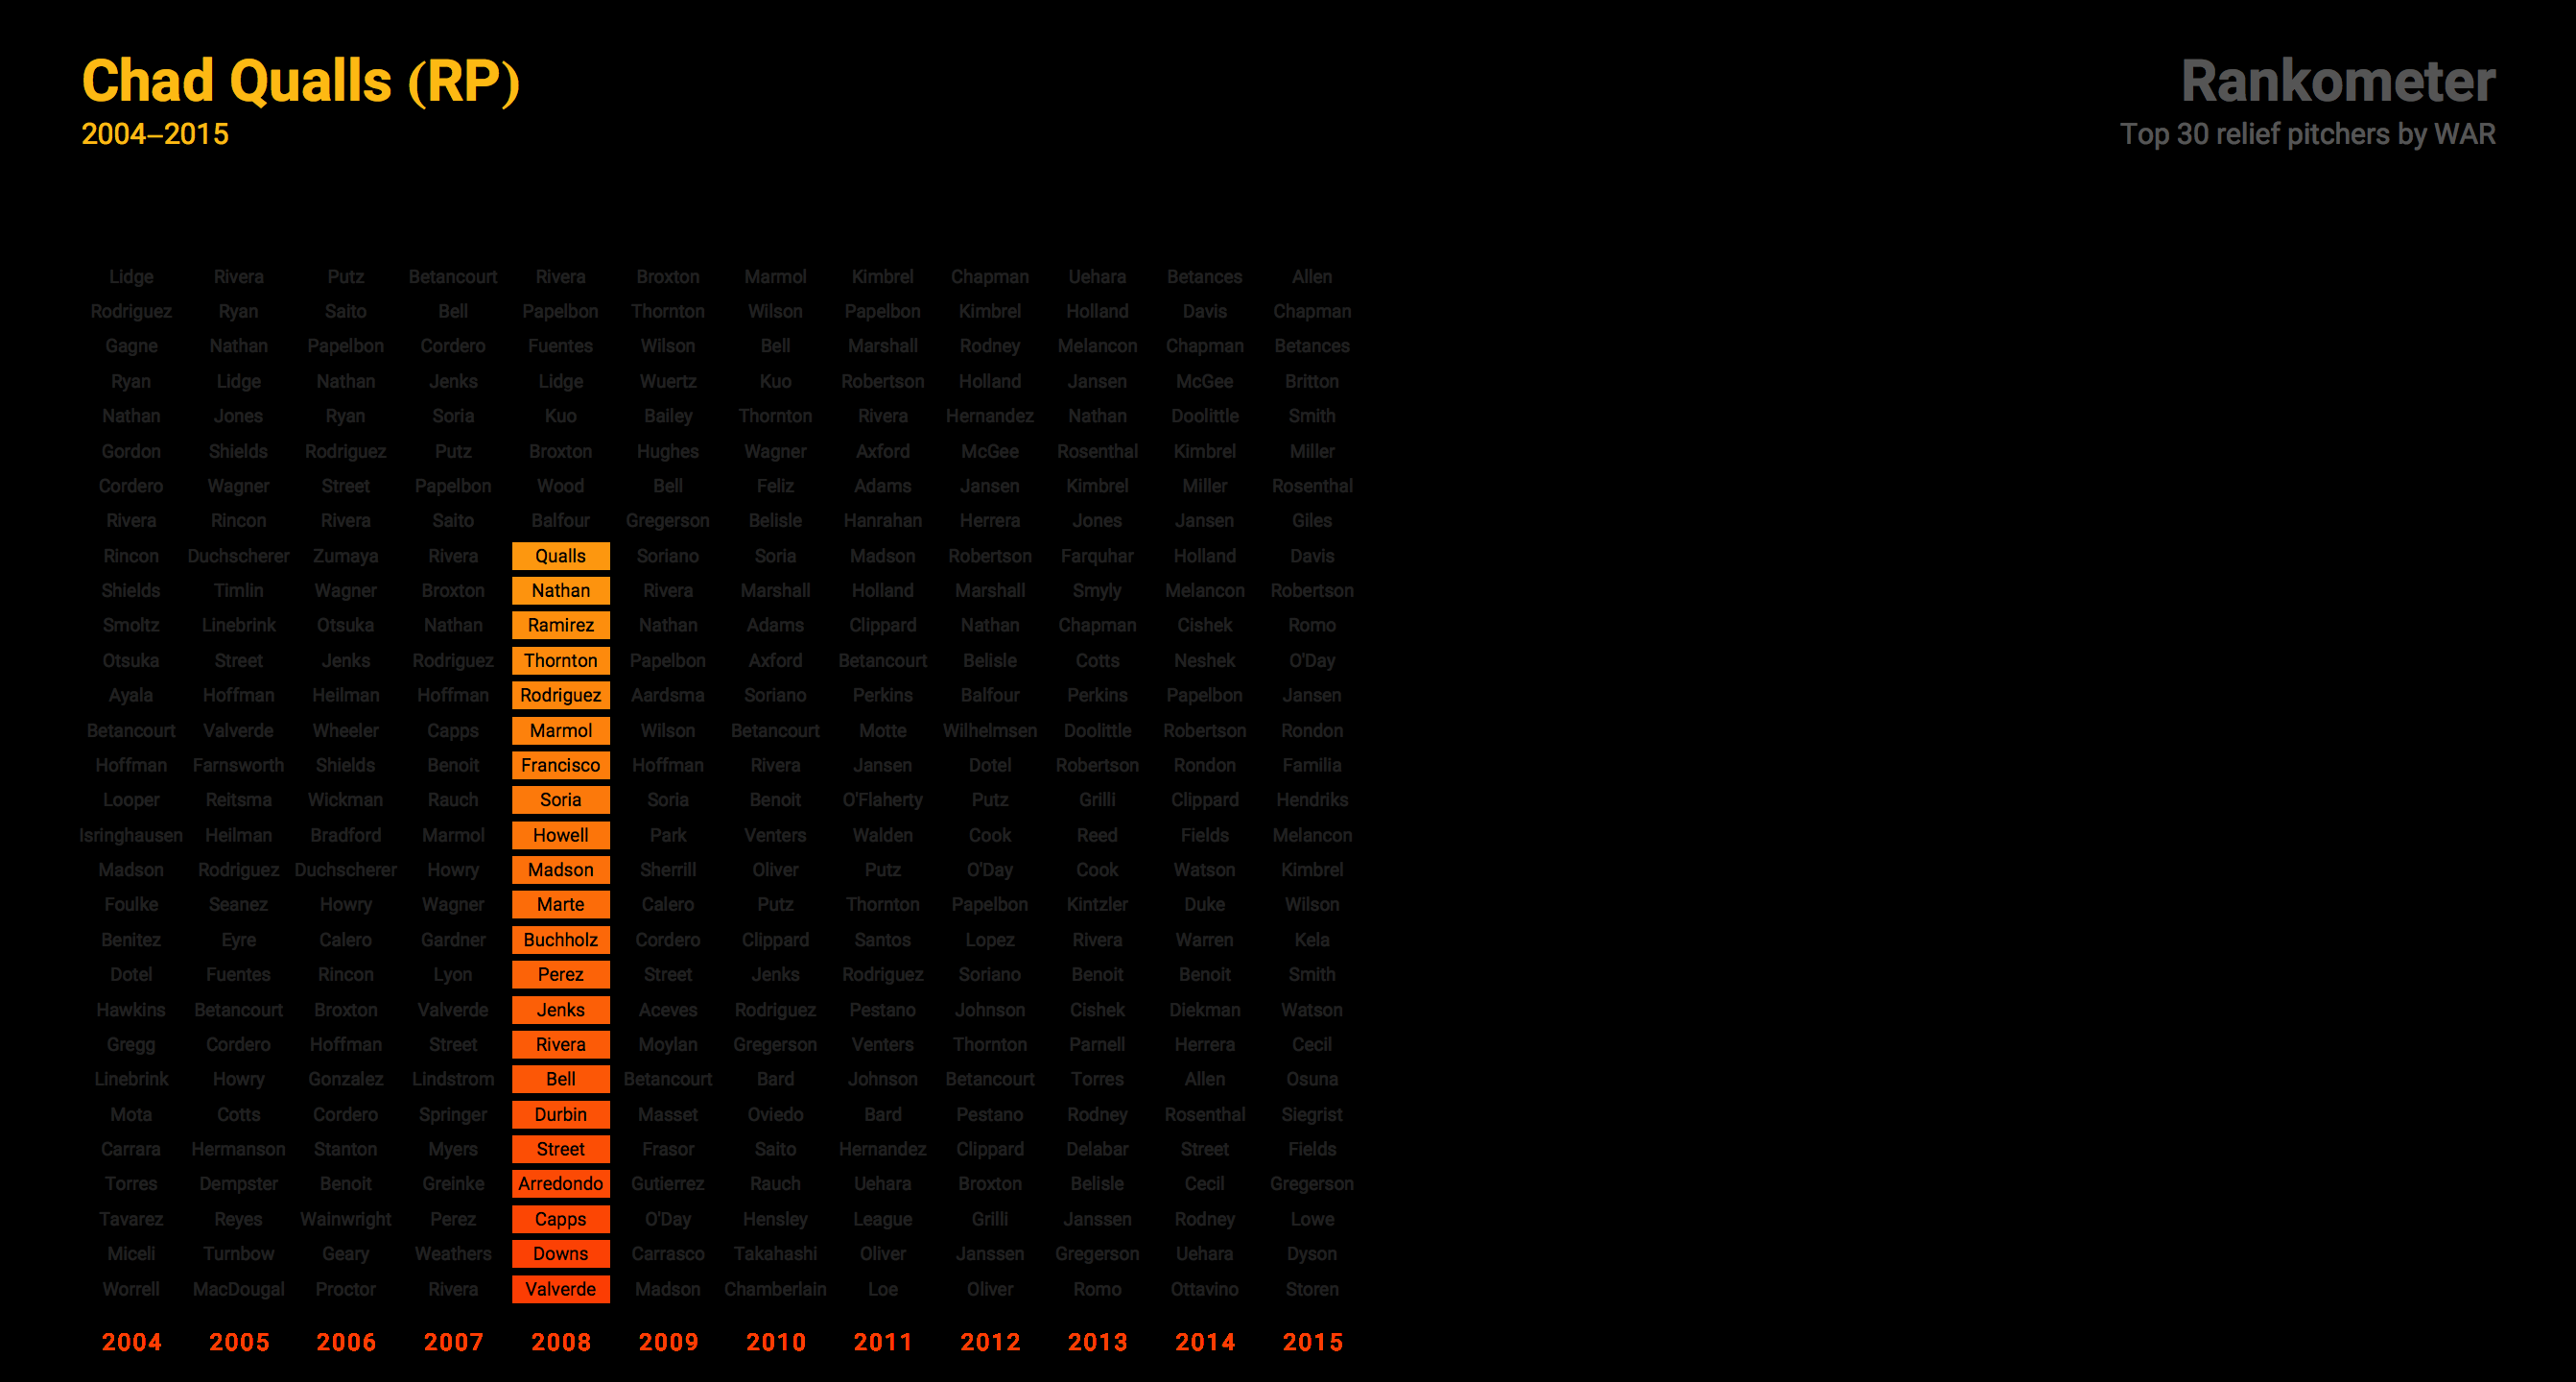 Chad Qualls (RP)
2004–2015
Rankometer
Top 30 relief pitchers by WAR
Lidge Rivera Putz Betancourt Rivera Broxton Marmol Kimbrel Chapman Uehara Betances Allen
Rodriguez Ryan Saito Bell Papelbon Thornton Wilson Papelbon Kimbrel Holland Davis Chapman
Gagne Nathan Papelbon Cordero Fuentes Wilson Bell Marshall Rodney Melancon Chapman Betances
Ryan Lidge Nathan Jenks Lidge Wuertz Kuo Robertson Holland Jansen McGee Britton
Nathan Jones Ryan Soria Kuo Bailey Thornton Rivera Hernandez Nathan Doolittle Smith
Gordon Shields Rodriguez Putz Broxton Hughes Wagner Axford McGee Rosenthal Kimbrel Miller
Cordero Wagner Street Papelbon Wood Bell Feliz Adams Jansen Kimbrel Miller Rosenthal
Rivera Rincon Rivera Saito Balfour Gregerson Belisle Hanrahan Herrera Jones Jansen Giles
Rincon Duchscherer Zumaya Rivera Qualls Soriano Soria Madson Robertson Farquhar Holland Davis
Shields Timlin Wagner Broxton Nathan Rivera Marshall Holland Marshall Smyly Melancon Robertson
Smoltz Linebrink Otsuka Nathan Ramirez Nathan Adams Clippard Nathan Chapman Cishek Romo
Otsuka Street Jenks Rodriguez Thornton Papelbon Axford Betancourt Belisle Cotts Neshek O'Day
Ayala Hoffman Heilman Hoffman Rodriguez Aardsma Soriano Perkins Balfour Perkins Papelbon Jansen
Betancourt Valverde Wheeler Capps Marmol Wilson Betancourt Motte Wilhelmsen Doolittle Robertson Rondon
Hoffman Farnsworth Shields Benoit Francisco Hoffman Rivera Jansen Dotel Robertson Rondon Familia
Looper Reitsma Wickman Rauch Soria Soria Benoit O'Flaherty Putz Grilli Clippard Hendriks
Isringhausen Heilman Bradford Marmol Howell Park Venters Walden Cook Reed Fields Melancon
Madson Rodriguez Duchscherer Howry Madson Sherrill Oliver Putz O'Day Cook Watson Kimbrel
Foulke Seanez Howry Wagner Marte Calero Putz Thornton Papelbon Kintzler Duke Wilson
Benitez Eyre Calero Gardner Buchholz Cordero Clippard Santos Lopez Rivera Warren Kela
Dotel Fuentes Rincon Lyon Perez Street Jenks Rodriguez Soriano Benoit Benoit Smith
Hawkins Betancourt Broxton Valverde Jenks Aceves Rodriguez Pestano Johnson Cishek Diekman Watson
Gregg Cordero Hoffman Street Rivera Moylan Gregerson Venters Thornton Parnell Herrera Cecil
Linebrink Howry Gonzalez Lindstrom Bell Betancourt Bard Johnson Betancourt Torres Allen Osuna
Mota Cotts Cordero Springer Durbin Masset Oviedo Bard Pestano Rodney Rosenthal Siegrist
Carrara Hermanson Stanton Myers Street Frasor Saito Hernandez Clippard Delabar Street Fields
Torres Dempster Benoit Greinke Arredondo Gutierrez Rauch Uehara Broxton Belisle Cecil Gregerson
Tavarez Reyes Wainwright Perez Capps O'Day Hensley League Grilli Janssen Rodney Lowe
Miceli Turnbow Geary Weathers Downs Carrasco Takahashi Oliver Janssen Gregerson Uehara Dyson
Worrell MacDougal Proctor Rivera Valverde Madson Chamberlain Loe Oliver Romo Ottavino Storen
2004 2005 2006 2007 2008 2009 2010 2011 2012 2013 2014 2015